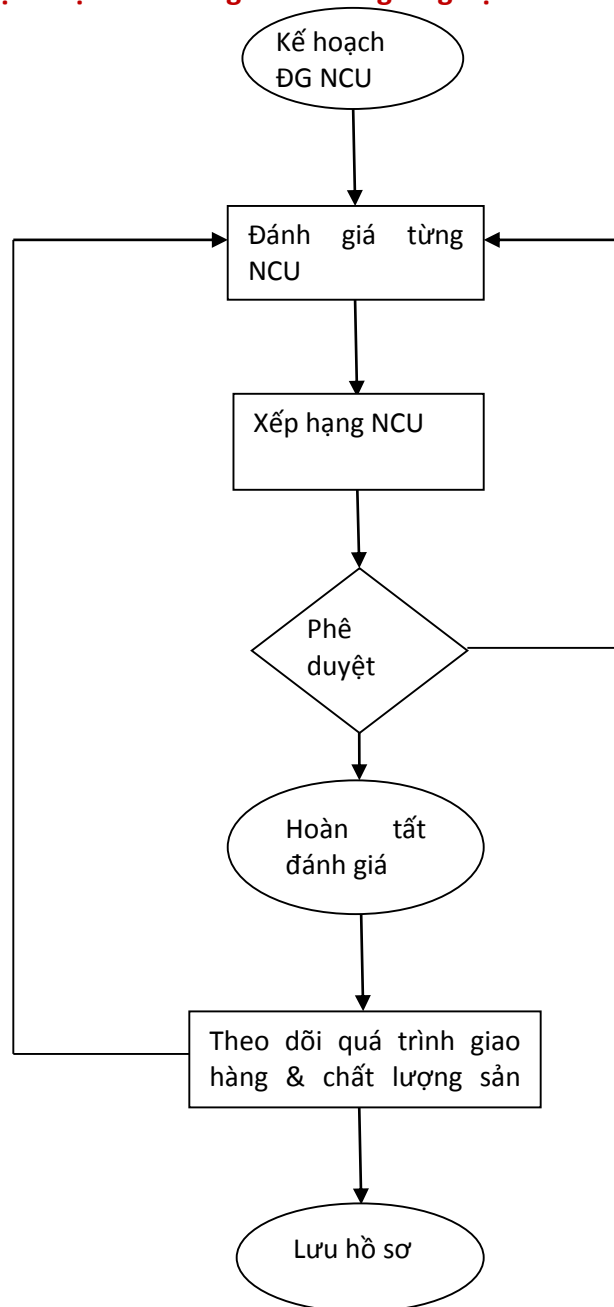 Kế hoạch
ĐG NCU
Đánh giá từng
NCU
Xếp hạng NCU
Phê
duyệt
Hoàn tất
đánh giá
Theo dõi quá trình giao
hàng & chất lượng sản
Lưu hồ sơ